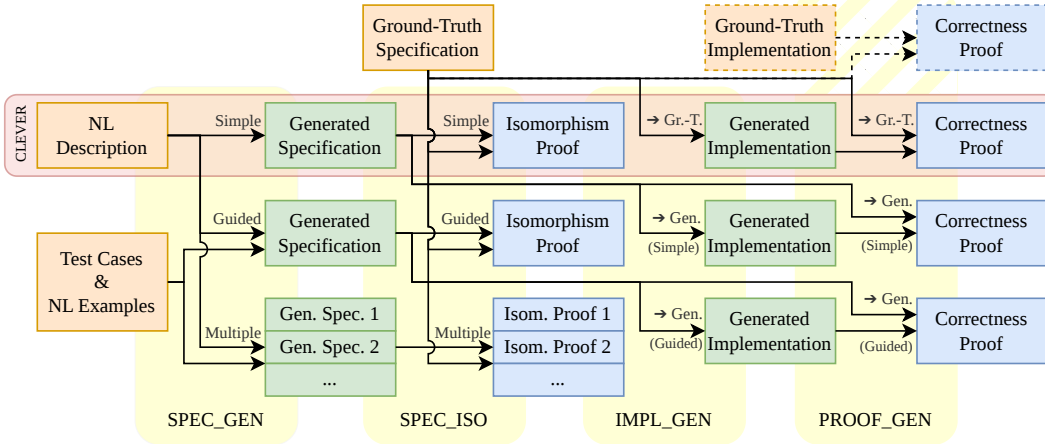 Ground-Truth
Specification
Ground-Truth
Implementation
Correctness
Proof
CLEVER
NL
Description
Simple
Generated
Specification
Simple
Isomorphism
Proof
➔ Gr.-T.
Generated
Implementation
➔ Gr.-T.
Correctness
Proof
Test Cases
&
NL Examples
Guided
Generated
Specification
Guided
Isomorphism
Proof
➔ Gen.
(Simple)
Generated
Implementation
➔ Gen.
(Simple)
Correctness
Proof
Multiple
Gen. Spec. 1
Gen. Spec. 2
...
Multiple
Isom. Proof 1
Isom. Proof 2
...
➔ Gen.
(Guided)
Generated
Implementation
➔ Gen.
(Guided)
Correctness
Proof
SPEC_GEN
SPEC_ISO
IMPL_GEN
PROOF_GEN